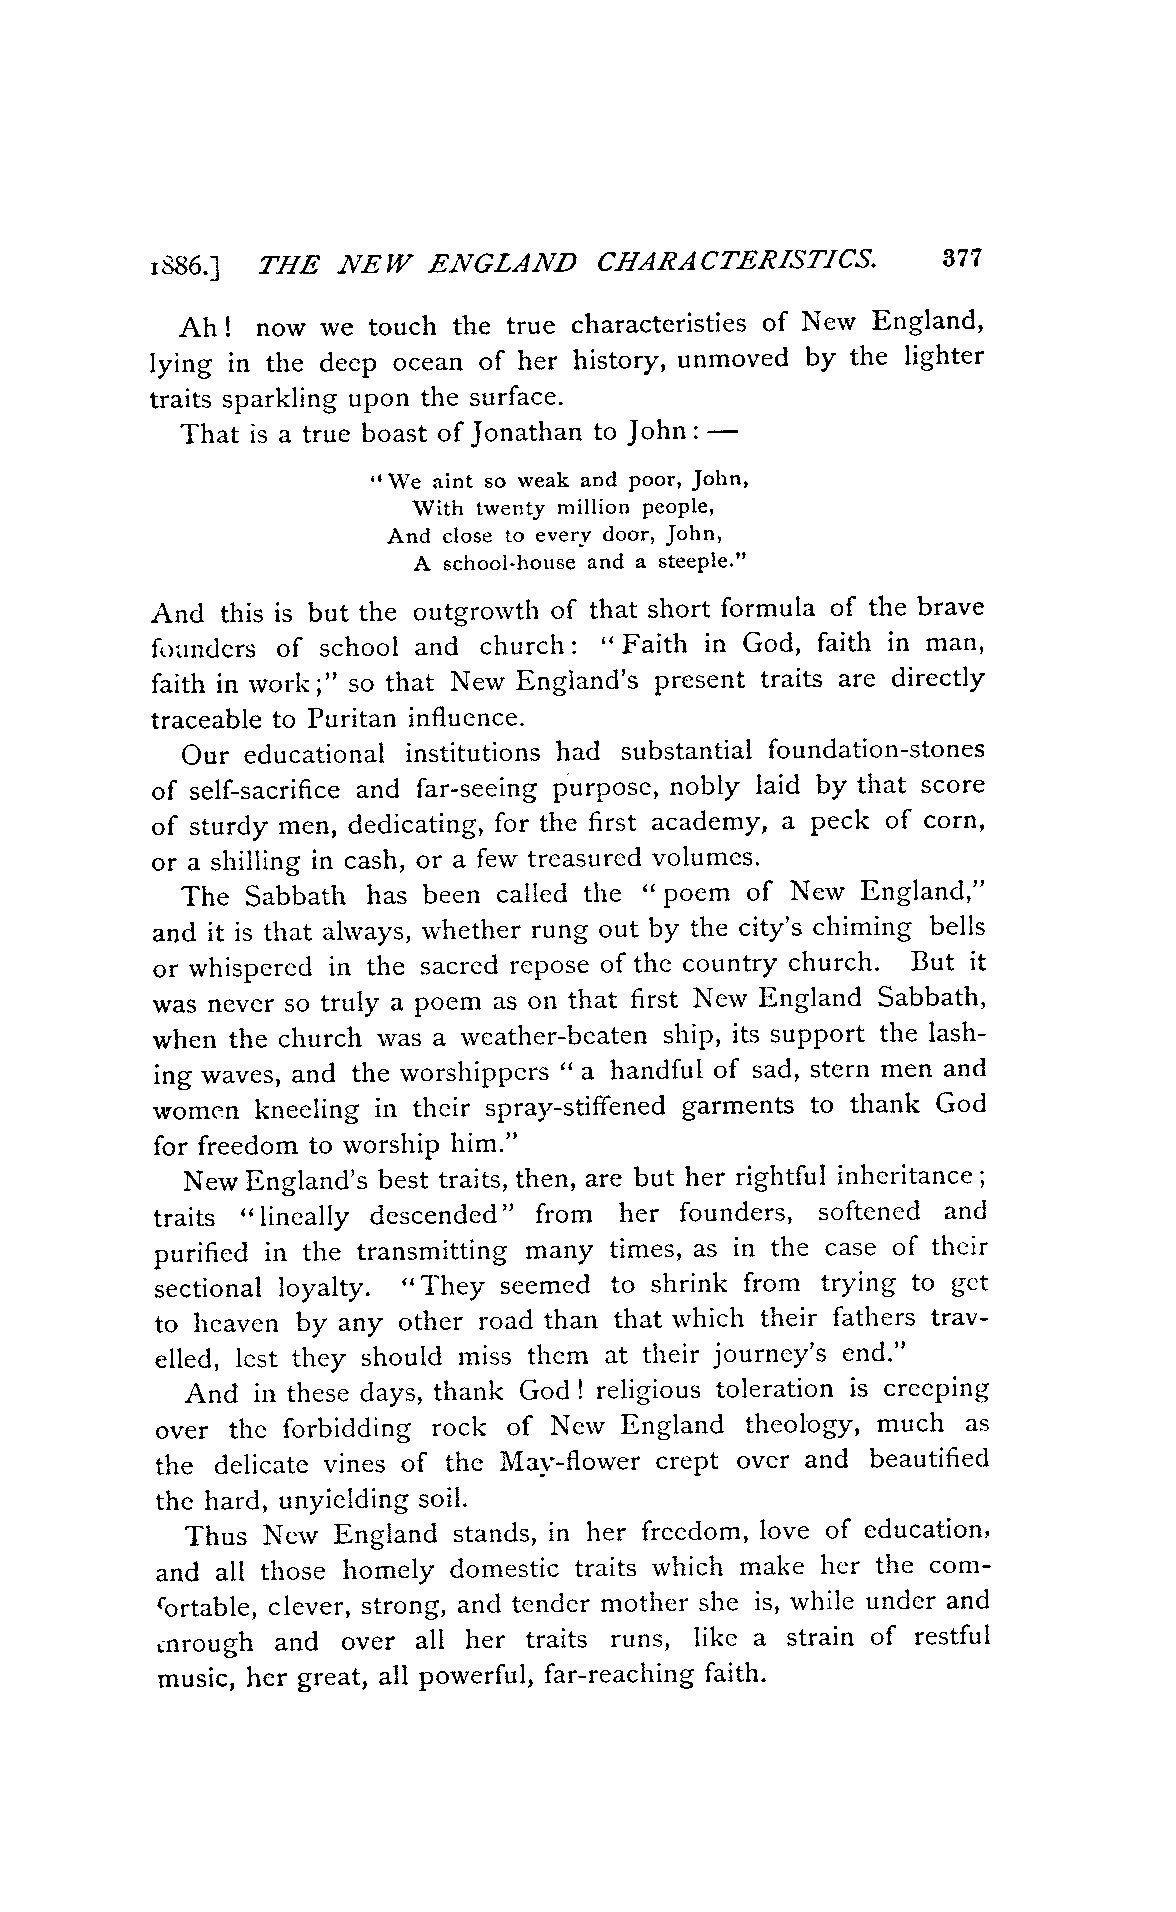 1886.] THE NEW ENGLAND CHARACTERISTICS. 377
Ah! now we touch the true characteristies of New England,
lying in the deep ocean of her history, unmoved by the lighter
traits sparkling upon the surface.
That is a true boast of Jonathan to John: —
"We aint so weak and poor, John,
With twenty million people,
And close to every door, John,
A school-house and a steeple."
And this is but the outgrowth of that short formula of the brave
founders of school and church: "Faith in God, faith in man,
faith in work;" so that New England's present traits are directly
traceable to Puritan influence.
Our educational institutions had substantial foundation-stones
of self-sacrifice and far-seeing purpose, nobly laid by that score
of sturdy men, dedicating, for the first academy, a peck of corn,
or a shilling in cash, or a few treasured volumes.
The Sabbath has been called the "poem of New England,"
and it is that always, whether rung out by the city's chiming bells
or whispered in the sacred repose of the country church. But it
was never so truly a poem as on that first New England Sabbath,
when the church was a weather-beaten ship, its support the lash-
ing waves, and the worshippers "a handful of sad, stern men and
women kneeling in their spray-stiffened garments to thank God
for freedom to worship him."
New England's best traits, then, are but her rightful inheritance;
traits "lineally descended" from her founders, softened and
purified in the transmitting many times, as in the case of their
sectional loyalty. "They seemed to shrink from trying to get
to heaven by any other road than that which their fathers trav-
elled, lest they should miss them at their journey's end."
And in these days, thank God! religious toleration is creeping
over the forbidding rock of New England theology, much as
the delicate vines of the May-flower crept over and beautified
the hard, unyielding soil.
Thus New England stands, in her freedom, love of education,
and all those homely domestic traits which make her the com-
fortable, clever, strong, and tender mother she is, while under and
through and over all her traits runs, like a strain of restful
music, her great, all powerful, far-reaching faith.